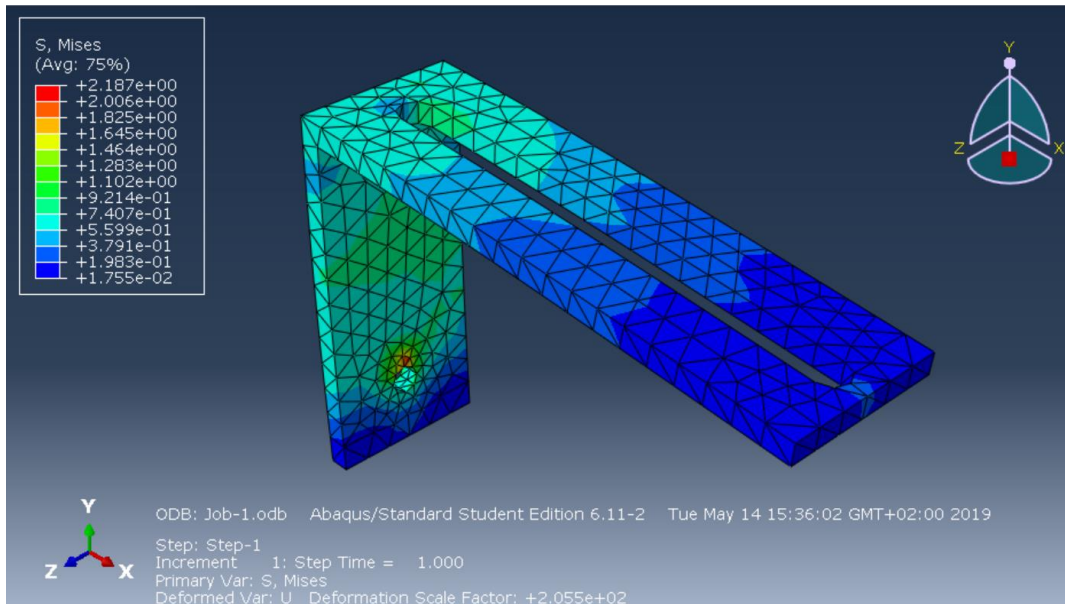 S, Mises
(Avg: 75%)
+2.187e+00
+2.006e+00
+1.825e+00
+1.645e+00
+1.464e+00
+1.283e+00
+1.102e+00
+9.214e-01
+7.407e-01
+5.599e-01
+3.791e-01
+1.983e-01
+1.755e-02
Y
Z X
Y
Z X
ODB: Job-1.odb Abaqus/Standard Student Edition 6.11-2 Tue May 14 15:36:02 GMT+02:00 2019
Step: Step-1
Increment 1: Step Time = 1.000
Primary Var: S, Mises
Deformed Var: U Deformation Scale Factor: +2.055e+02